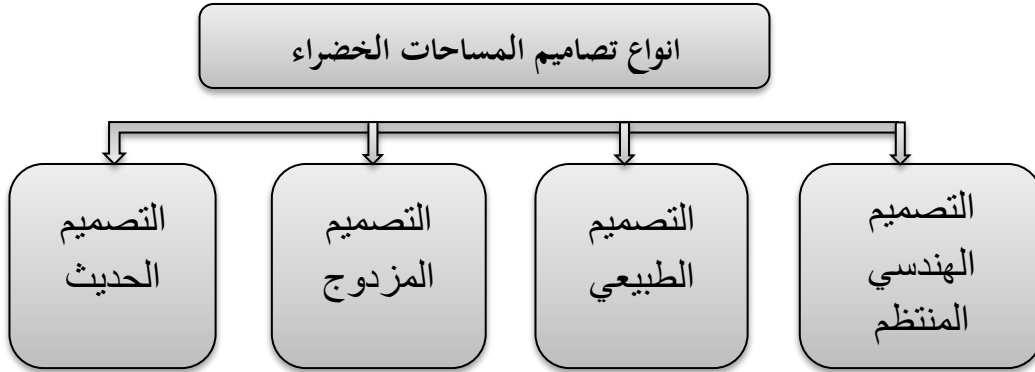 انواع تصاميم المساحات الخضراء
التصميم
الهندسي
المنتظم
التصميم
الطبيعي
التصميم
المزدوج
التصميم
الحديث